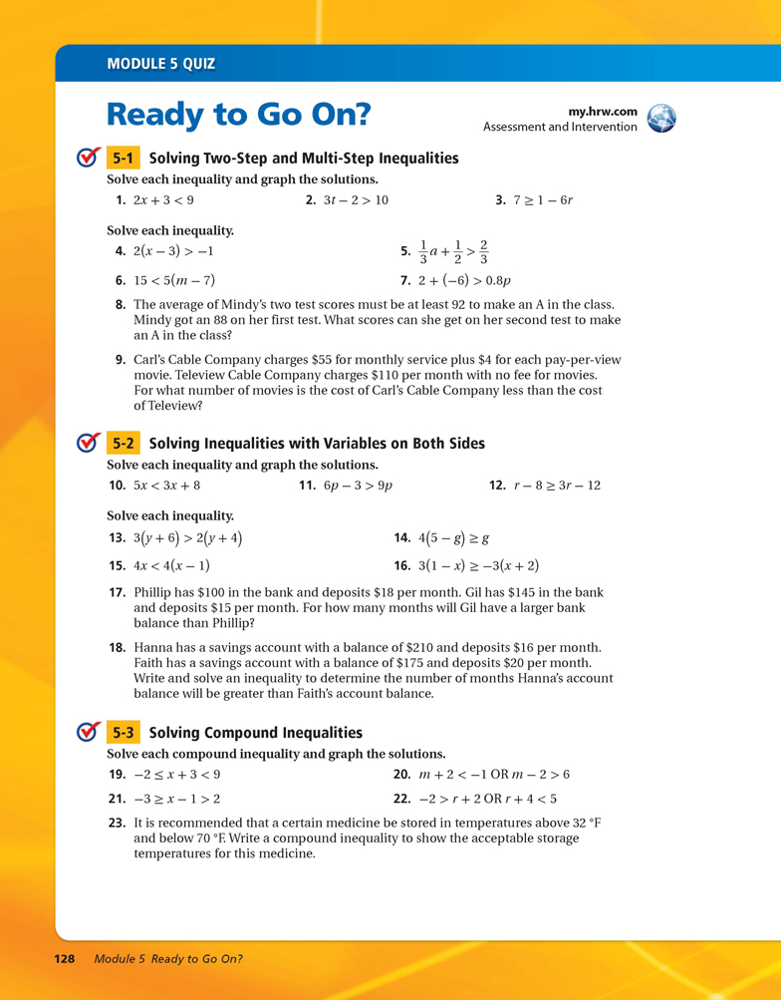 MODULE 5 QUIZ
Ready to Go On?
my.hrw.com
Assessment and Intervention
5-1 Solving Two-Step and Multi-Step Inequalities
Solve each inequality and graph the solutions.
1. 2x + 3 < 9 2. 3t − 2 > 10 3. 7 ≥ 1 − 6r
Solve each inequality.
4. 2(x − 3) > −1 5. 1/3 a + 1/2 > 2/3
6. 15 < 5(m − 7) 7. 2 + (−6) > 0.8p
8. The average of Mindy's two test scores must be at least 92 to make an A in the class.
Mindy got an 88 on her first test. What scores can she get on her second test to make
an A in the class?
9. Carl's Cable Company charges $55 for monthly service plus $4 for each pay-per-view
movie. Teleview Cable Company charges $110 per month with no fee for movies.
For what number of movies is the cost of Carl's Cable Company less than the cost
of Teleview?
5-2 Solving Inequalities with Variables on Both Sides
Solve each inequality and graph the solutions.
10. 5x < 3x + 8 11. 6p − 3 > 9p 12. r − 8 ≥ 3r − 12
Solve each inequality.
13. 3(y + 6) > 2(y + 4) 14. 4(5 − g) ≥ g
15. 4x < 4(x − 1) 16. 3(1 − x) ≥ −3(x + 2)
17. Phillip has $100 in the bank and deposits $18 per month. Gil has $145 in the bank
and deposits $15 per month. For how many months will Gil have a larger bank
balance than Phillip?
18. Hanna has a savings account with a balance of $210 and deposits $16 per month.
Faith has a savings account with a balance of $175 and deposits $20 per month.
Write and solve an inequality to determine the number of months Hanna's account
balance will be greater than Faith's account balance.
5-3 Solving Compound Inequalities
Solve each compound inequality and graph the solutions.
19. −2 ≤ x + 3 < 9 20. m + 2 < −1 OR m − 2 > 6
21. −3 ≥ x − 1 > 2 22. −2 > r + 2 OR r + 4 < 5
23. It is recommended that a certain medicine be stored in temperatures above 32 °F
and below 70 °F. Write a compound inequality to show the acceptable storage
temperatures for this medicine.
128 Module 5 Ready to Go On?